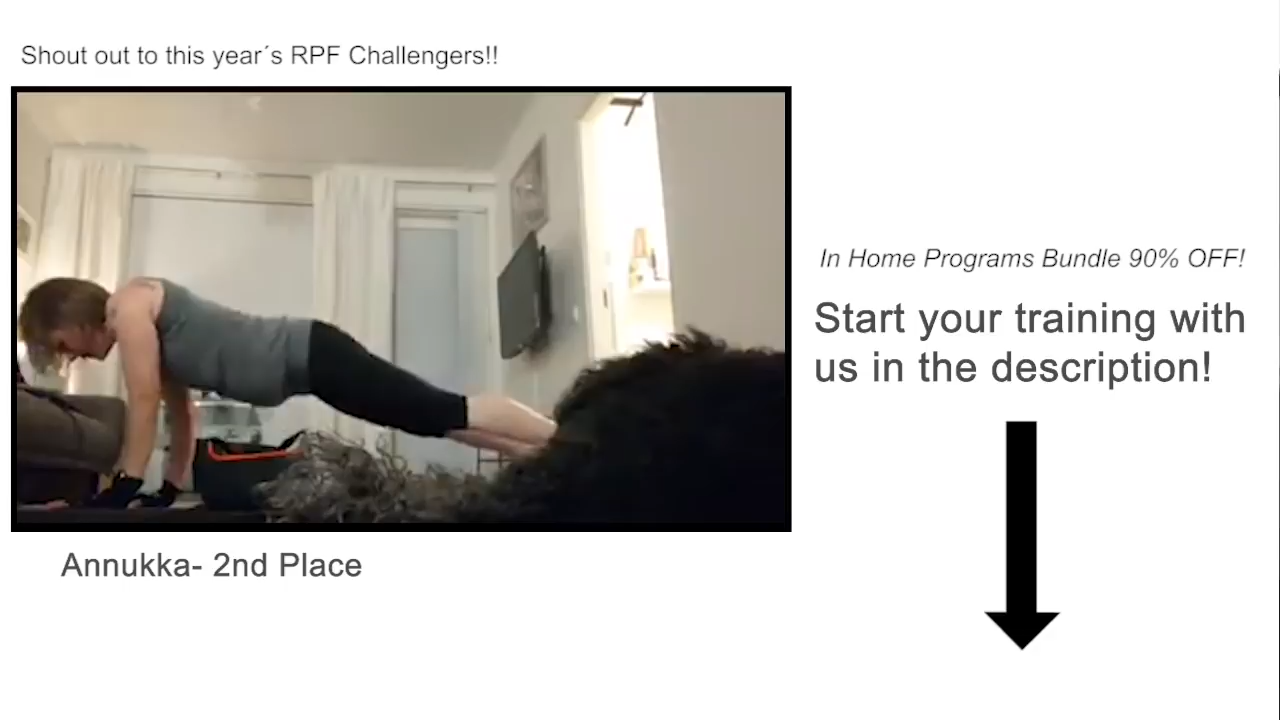 Shout out to this year´s RPF Challengers!!
In Home Programs Bundle 90% OFF!
Start your training with
us in the description!
Annukka- 2nd Place